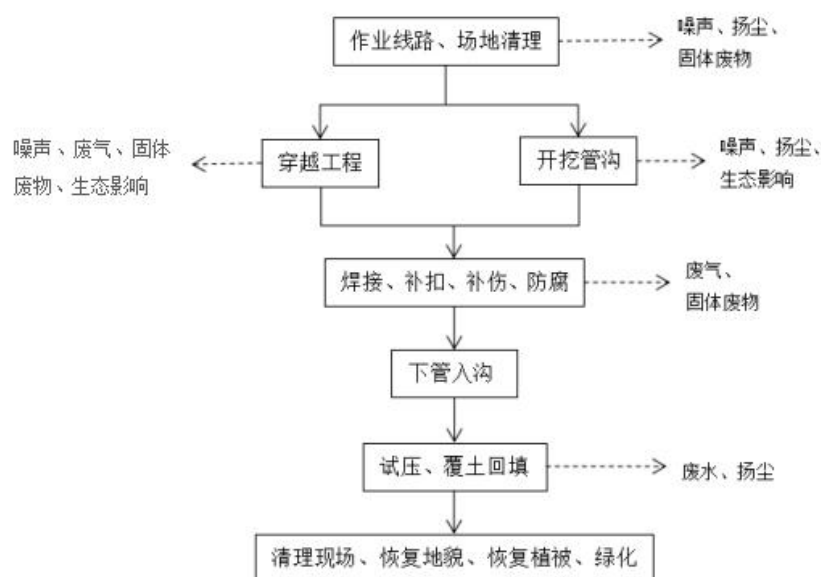 作业线路、场地清理
噪声、扬尘、
固体废物
噪声、废气、固体
废物、生态影响
穿越工程
开挖管沟
噪声、扬尘、
生态影响
焊接、补扣、补伤、防腐
废气、
固体废物
下管入沟
试压、覆土回填
废水、扬尘
清理现场、恢复地貌、恢复植被、绿化